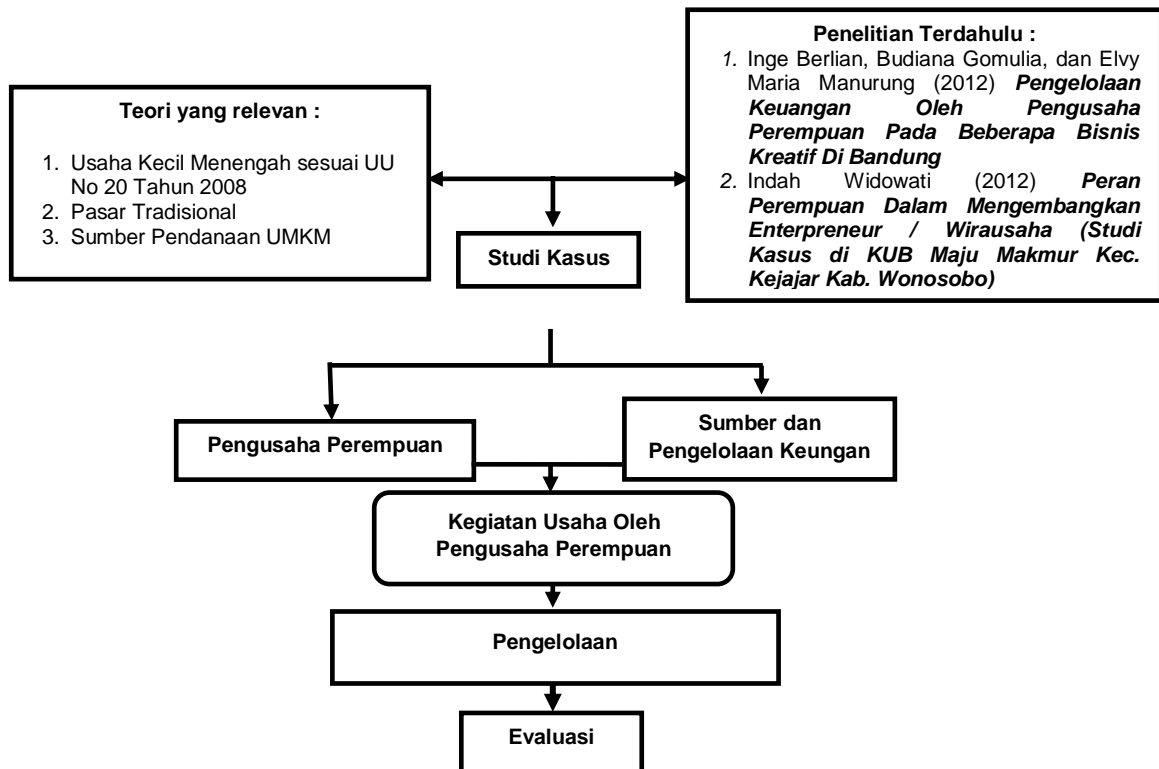 Teori yang relevan :
1. Usaha Kecil Menengah sesuai UU
No 20 Tahun 2008
2. Pasar Tradisional
3. Sumber Pendanaan UMKM
Penelitian Terdahulu :
1. Inge Berlian, Budiana Gomulia, dan Elvy
Maria Manurung (2012) Pengelolaan
Keuangan Oleh Pengusaha
Perempuan Pada Beberapa Bisnis
Kreatif Di Bandung
2. Indah Widowati (2012) Peran
Perempuan Dalam Mengembangkan
Enterpreneur / Wirausaha (Studi
Kasus di KUB Maju Makmur Kec.
Kejajar Kab. Wonosobo)
Studi Kasus
Pengusaha Perempuan
Sumber dan
Pengelolaan Keungan
Kegiatan Usaha Oleh
Pengusaha Perempuan
Pengelolaan
Evaluasi